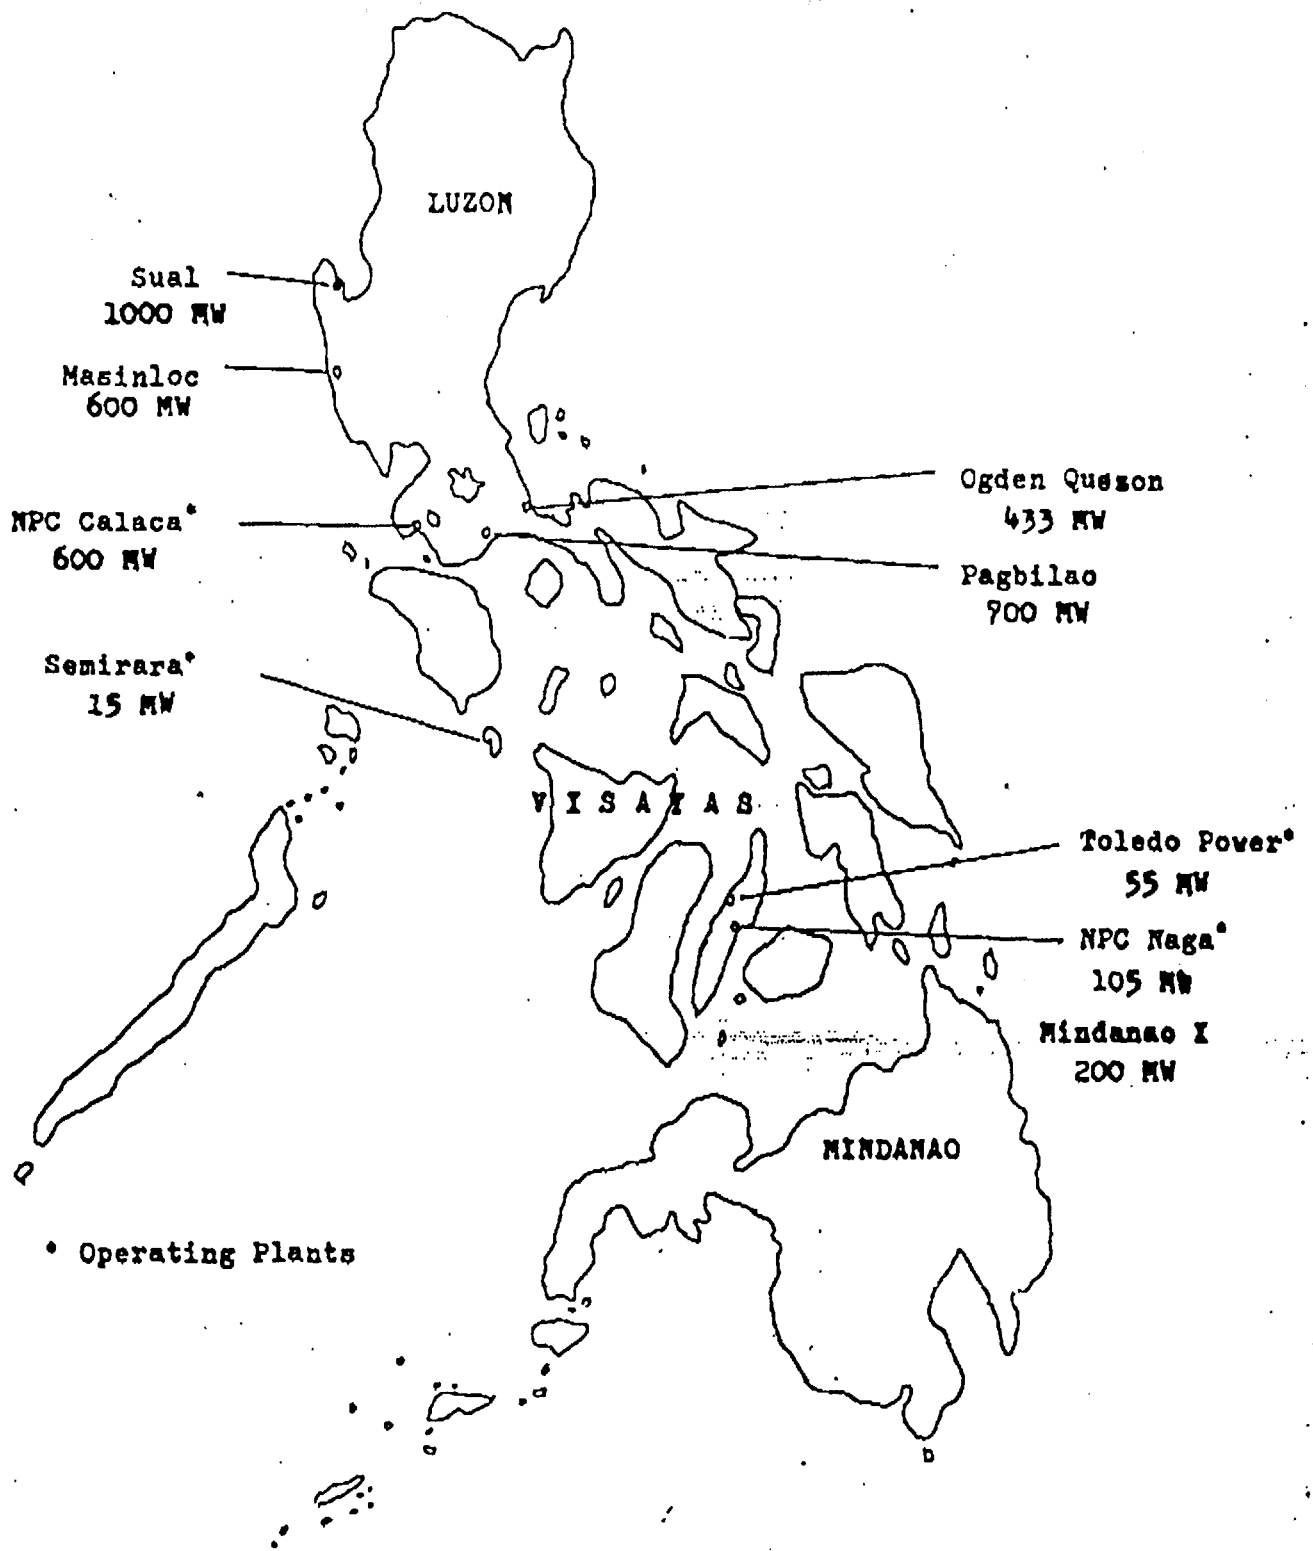 LUZON
Sual
1000 MW
Masinloc
600 MW
NPC Calaca*
600 MW
Ogden Quezon
433 MW
Pagbilao
700 MW
Semirara*
15 MW
VISAYAS
Toledo Power*
55 MW
NPC Naga*
105 MW
Mindanao I
200 MW
MINDANAO
* Operating Plants